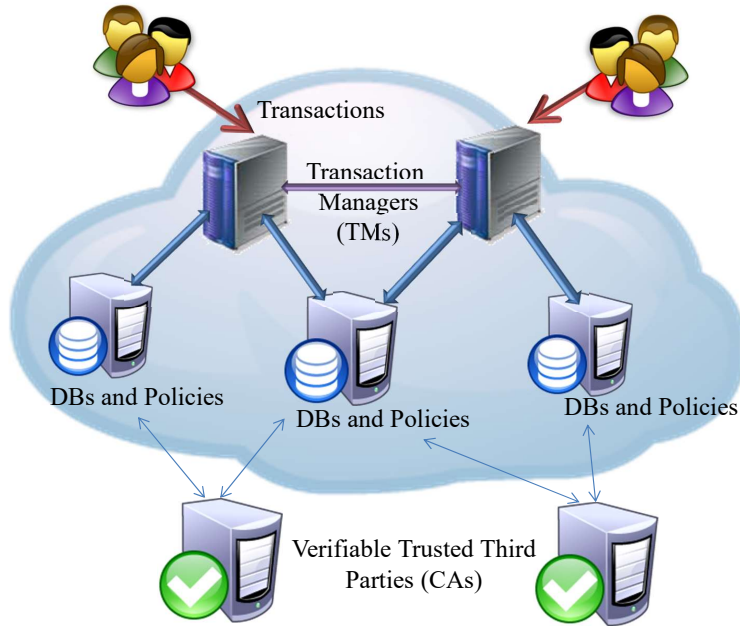 Transactions
Transaction
Managers
(TMs)
DBs and Policies
DBs and Policies
DBs and Policies
Verifiable Trusted Third
Parties (CAs)